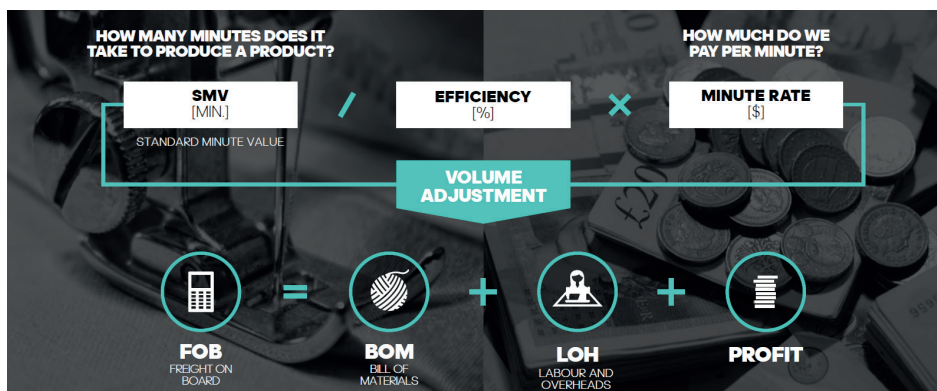 HOW MANY MINUTES DOES IT
TAKE TO PRODUCE A PRODUCT?
HOW MUCH DO WE
PAY PER MINUTE?
SMV
[MIN.]
/
EFFICIENCY
[%]
×
MINUTE RATE
[$]
STANDARD MINUTE VALUE
VOLUME
ADJUSTMENT
£20
=
+
+
FOB
FREIGHT ON
BOARD
BOM
BILL OF
MATERIALS
LOH
LABOUR AND
OVERHEADS
PROFIT